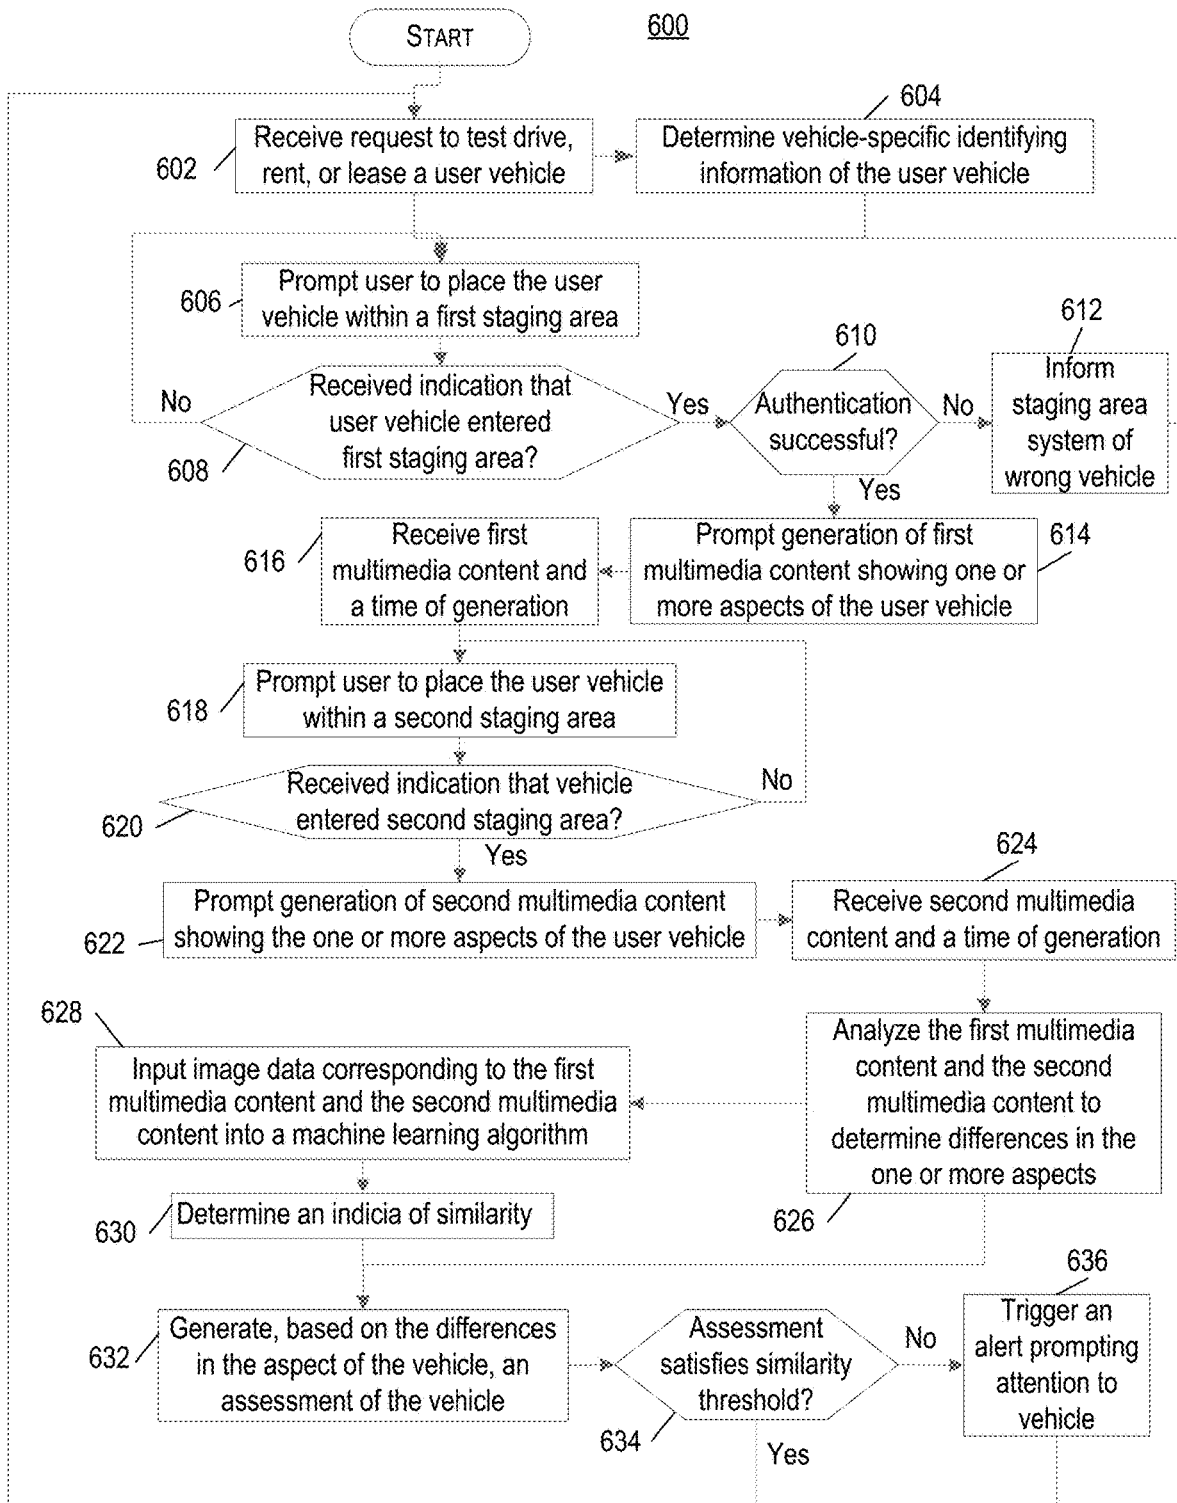 START
600
604
Receive request to test drive,
rent, or lease a user vehicle
602
Determine vehicle-specific identifying
information of the user vehicle
Prompt user to place the user
vehicle within a first staging area
606
612
610
Received indication that
user vehicle entered
first staging area?
No
608
Yes
Authentication
successful?
No
Yes
Inform
staging area
system of
wrong vehicle
Prompt generation of first
multimedia content showing one or
more aspects of the user vehicle
614
Receive first
multimedia content and
a time of generation
616
Prompt user to place the user vehicle
within a second staging area
618
Received indication that vehicle
entered second staging area?
No
620
Yes
624
Prompt generation of second multimedia content
showing the one or more aspects of the user vehicle
622
Receive second multimedia
content and a time of generation
628
Analyze the first multimedia
content and the second
multimedia content to
determine differences in the
one or more aspects
626
Input image data corresponding to the first
multimedia content and the second multimedia
content into a machine learning algorithm
Determine an indicia of similarity
630
636
Generate, based on the differences
in the aspect of the vehicle, an
assessment of the vehicle
632
Assessment
satisfies similarity
threshold?
634
No
Yes
Trigger an
alert prompting
attention to
vehicle